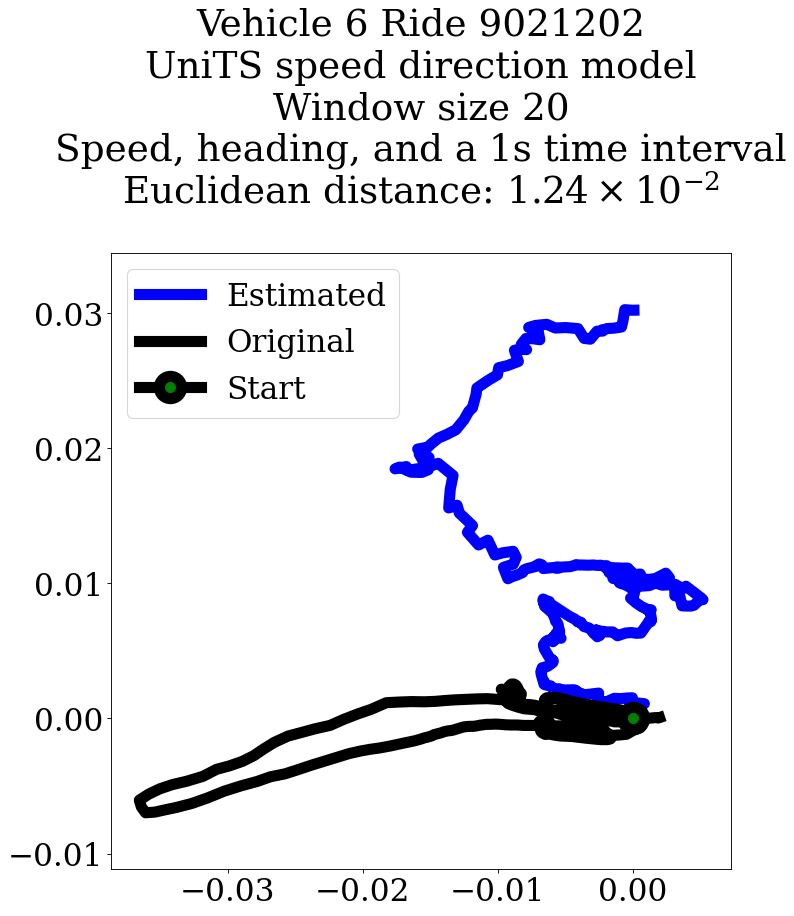 Vehicle 6 Ride 9021202
UniTS speed direction model
Window size 20
Speed, heading, and a 1s time interval
Euclidean distance: 1.24 × 10⁻²
Estimated
Original
Start
0.03
0.02
0.01
0.00
−0.01
−0.03 −0.02 −0.01 0.00